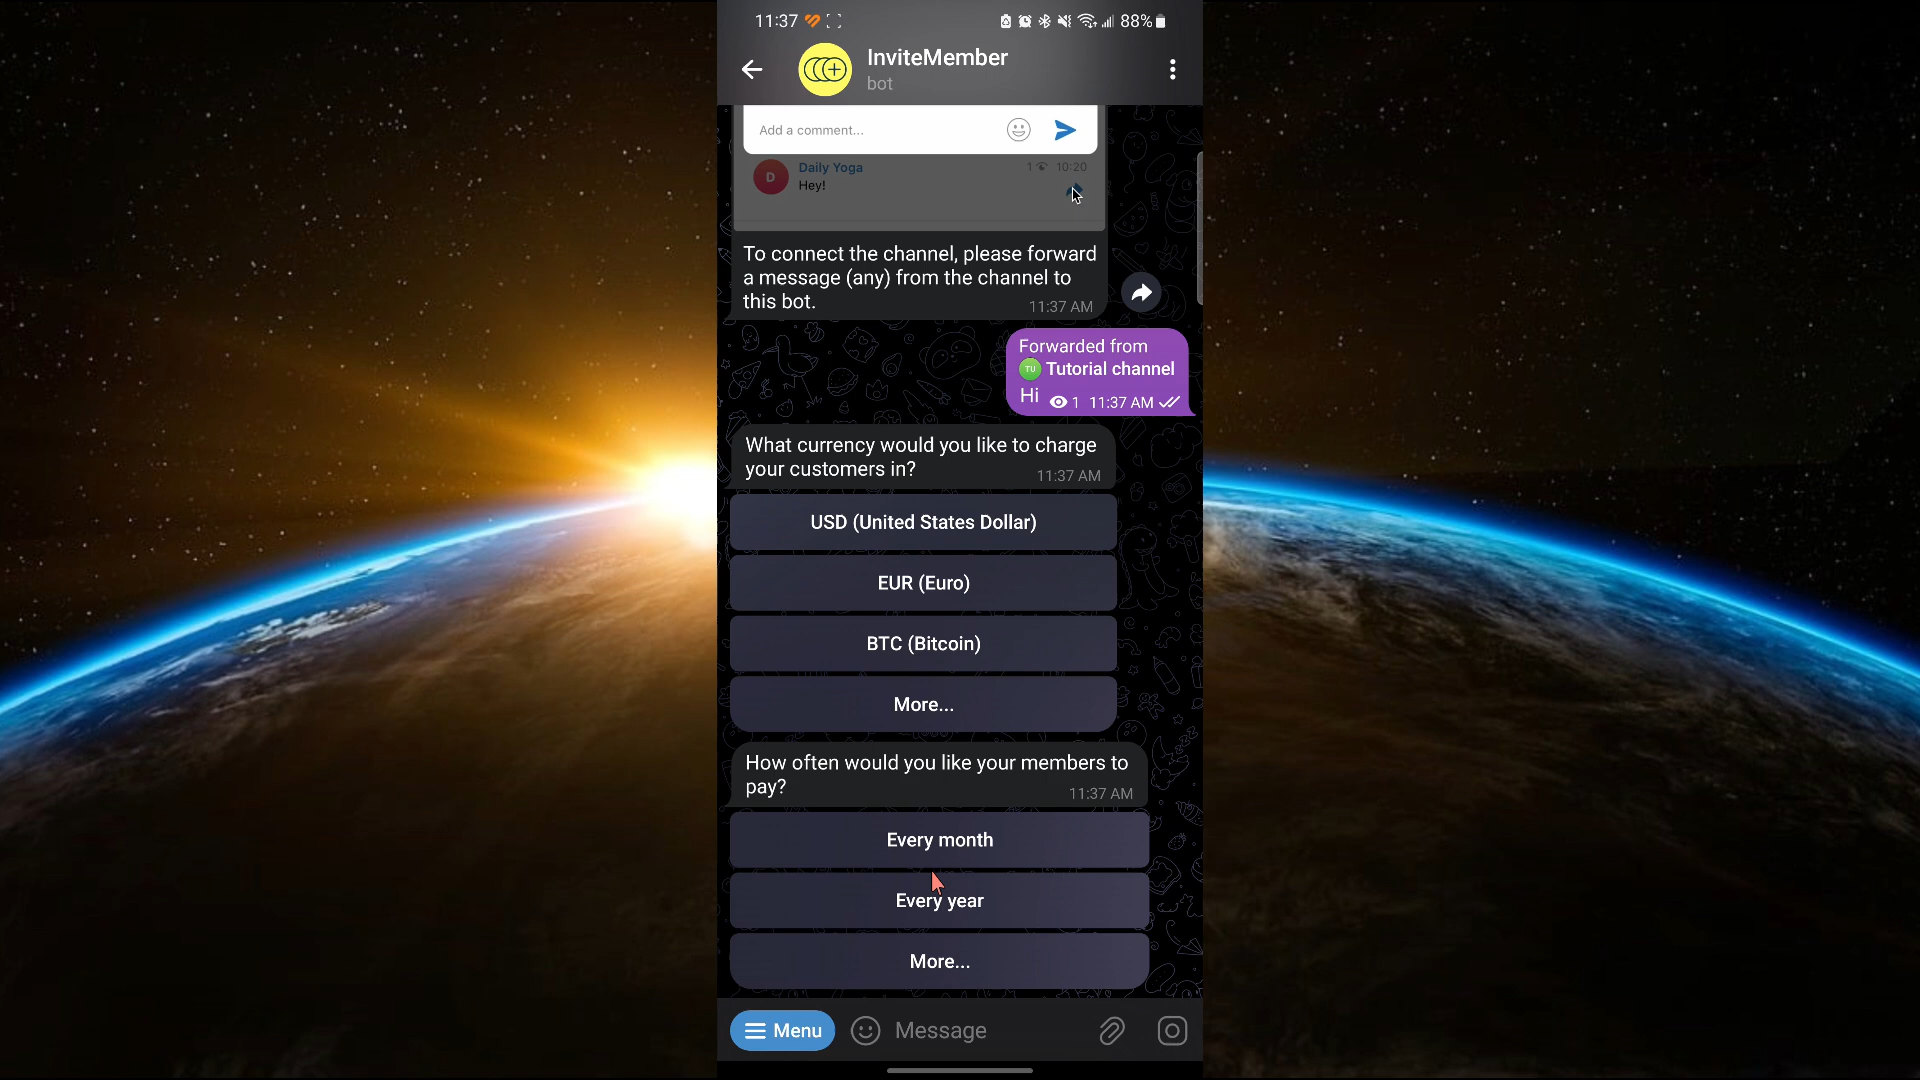 11:37
88%
InviteMember
bot
Add a comment...
D
Daily Yoga
1 10:20
Hey!
To connect the channel, please forward
a message (any) from the channel to
this bot.
11:37 AM
Forwarded from
TU Tutorial channel
Hi 1 11:37 AM
What currency would you like to charge
your customers in?
11:37 AM
USD (United States Dollar)
EUR (Euro)
BTC (Bitcoin)
More...
How often would you like your members to
pay?
11:37 AM
Every month
Every year
More...
Menu
Message